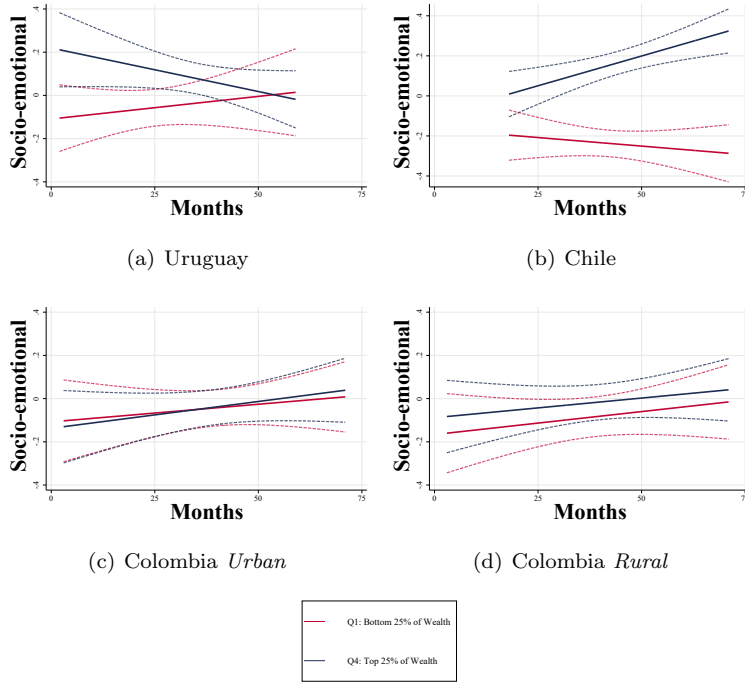 .4
.2
0
-.2
-.4
Socio-emotional
0 25 50 75
Months
(a) Uruguay
.4
.2
0
-.2
-.4
Socio-emotional
0 25 50 75
Months
(b) Chile
.4
.2
0
-.2
-.4
Socio-emotional
0 25 50 75
Months
(c) Colombia Urban
.4
.2
0
-.2
-.4
Socio-emotional
0 25 50 75
Months
(d) Colombia Rural
Q1: Bottom 25% of Wealth
Q4: Top 25% of Wealth